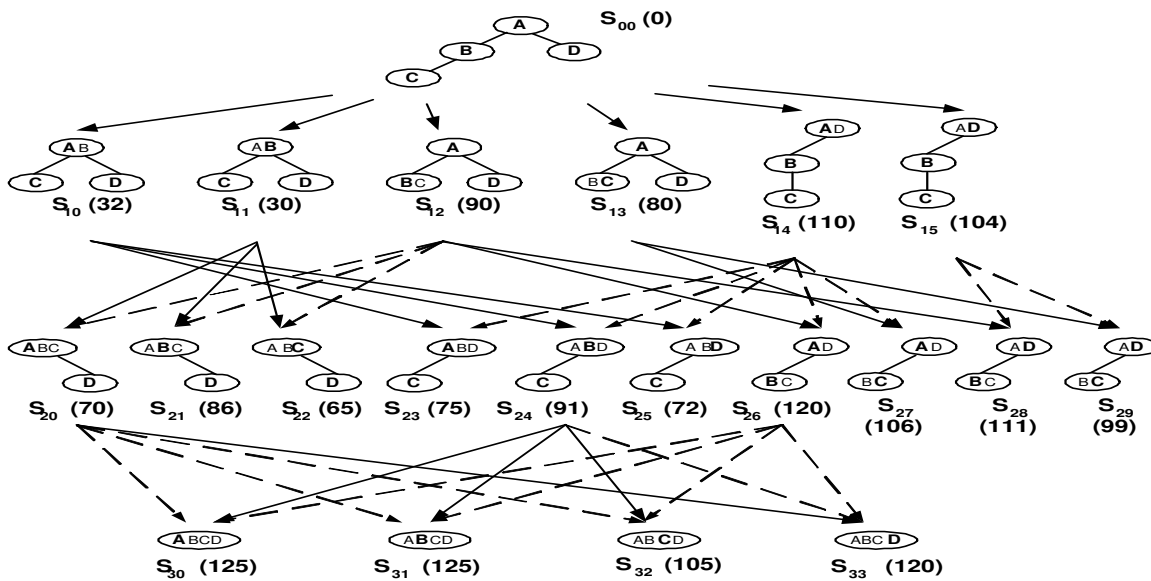 A S00 (0)
B D
C
AB AB A A AD AD
C D C D BC D BC D B B
C C
S10 (32) S11 (30) S12 (90) S13 (80) S14 (110) S15 (104)
ABC ABC ABC ABD ABD ABD AD AD AD AD
D D D C C C BC BC BC BC
S20 (70) S21 (86) S22 (65) S23 (75) S24 (91) S25 (72) S26 (120) S27 (106) S28 (111) S29 (99)
ABCD ABCD ABCD ABCD
S30 (125) S31 (125) S32 (105) S33 (120)